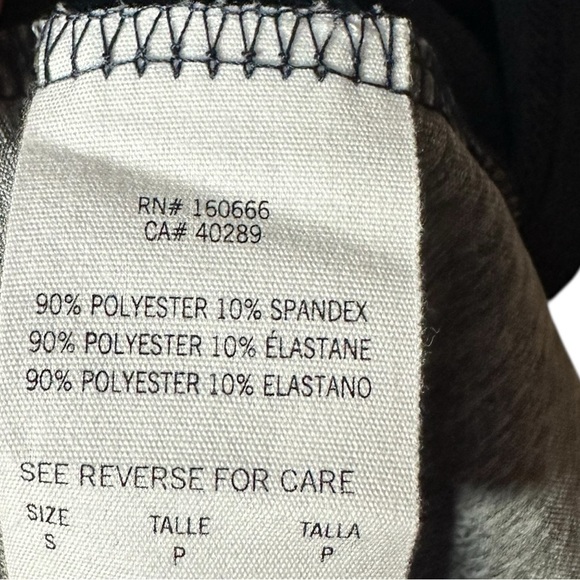 RN# 160666
CA# 40289
90% POLYESTER 10% SPANDEX
90% POLYESTER 10% ÉLASTANE
90% POLYESTER 10% ELASTANO
SEE REVERSE FOR CARE
SIZE TALLE TALLA
S P P